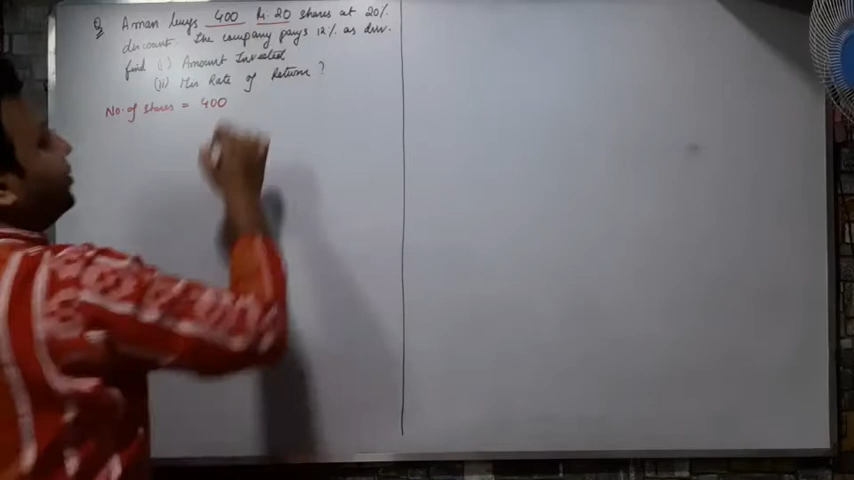 Q Aman buys 400 Rs. 20 shares at 20%
discount. The company pays 12% as div.
find (i) Amount Invested
(ii) His Rate of Return ?
No. of shares = 400